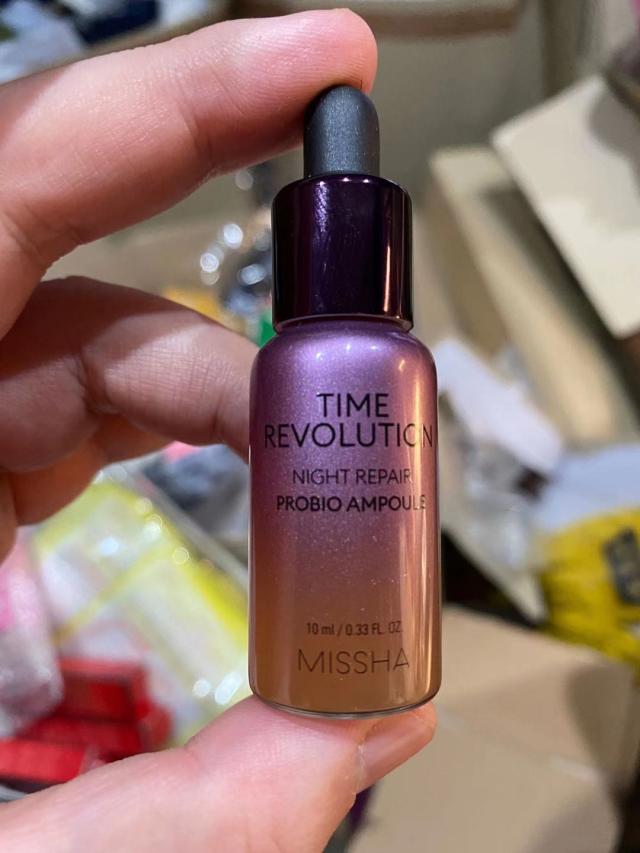 TIME
REVOLUTION
NIGHT REPAIR
PROBIO AMPOULE
10 ml / 0.33 FL. OZ.
MISSHA